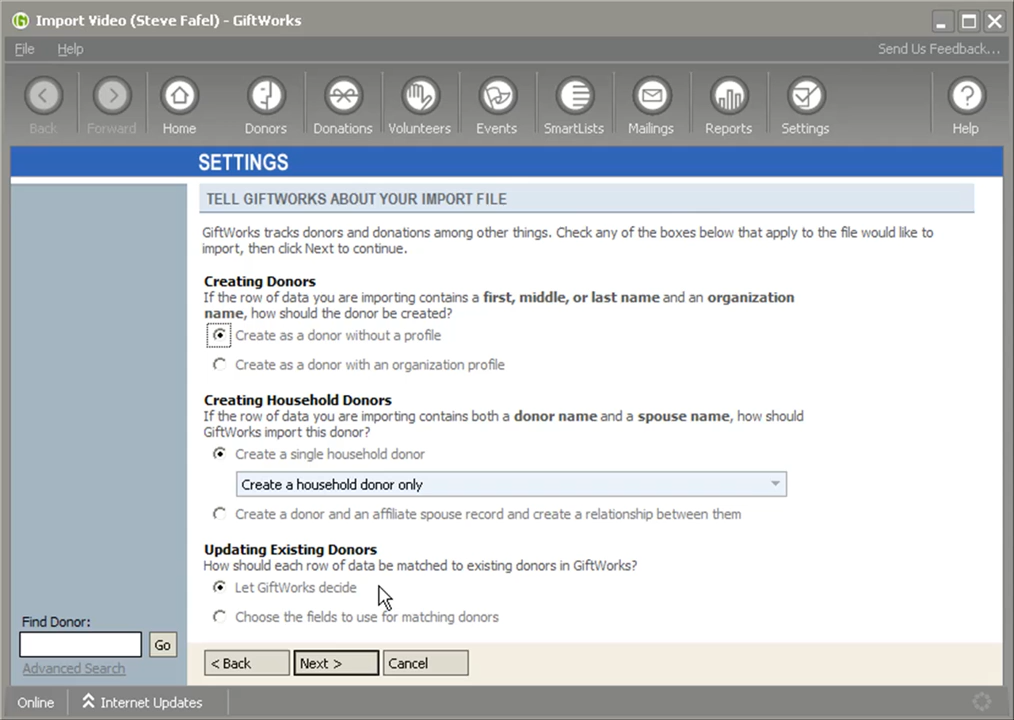 Import Video (Steve Fafel) - GiftWorks
File Help Send Us Feedback...
Back Forward Home Donors Donations Volunteers Events SmartLists Mailings Reports Settings Help
SETTINGS
TELL GIFTWORKS ABOUT YOUR IMPORT FILE
GiftWorks tracks donors and donations among other things. Check any of the boxes below that apply to the file would like to
import, then click Next to continue.
Creating Donors
If the row of data you are importing contains a first, middle, or last name and an organization
name, how should the donor be created?
Create as a donor without a profile
Create as a donor with an organization profile
Creating Household Donors
If the row of data you are importing contains both a donor name and a spouse name, how should
GiftWorks import this donor?
Create a single household donor
Create a household donor only
Create a donor and an affiliate spouse record and create a relationship between them
Updating Existing Donors
How should each row of data be matched to existing donors in GiftWorks?
Let GiftWorks decide
Choose the fields to use for matching donors
Find Donor:
Go
Advanced Search
< Back Next > Cancel
Online Internet Updates